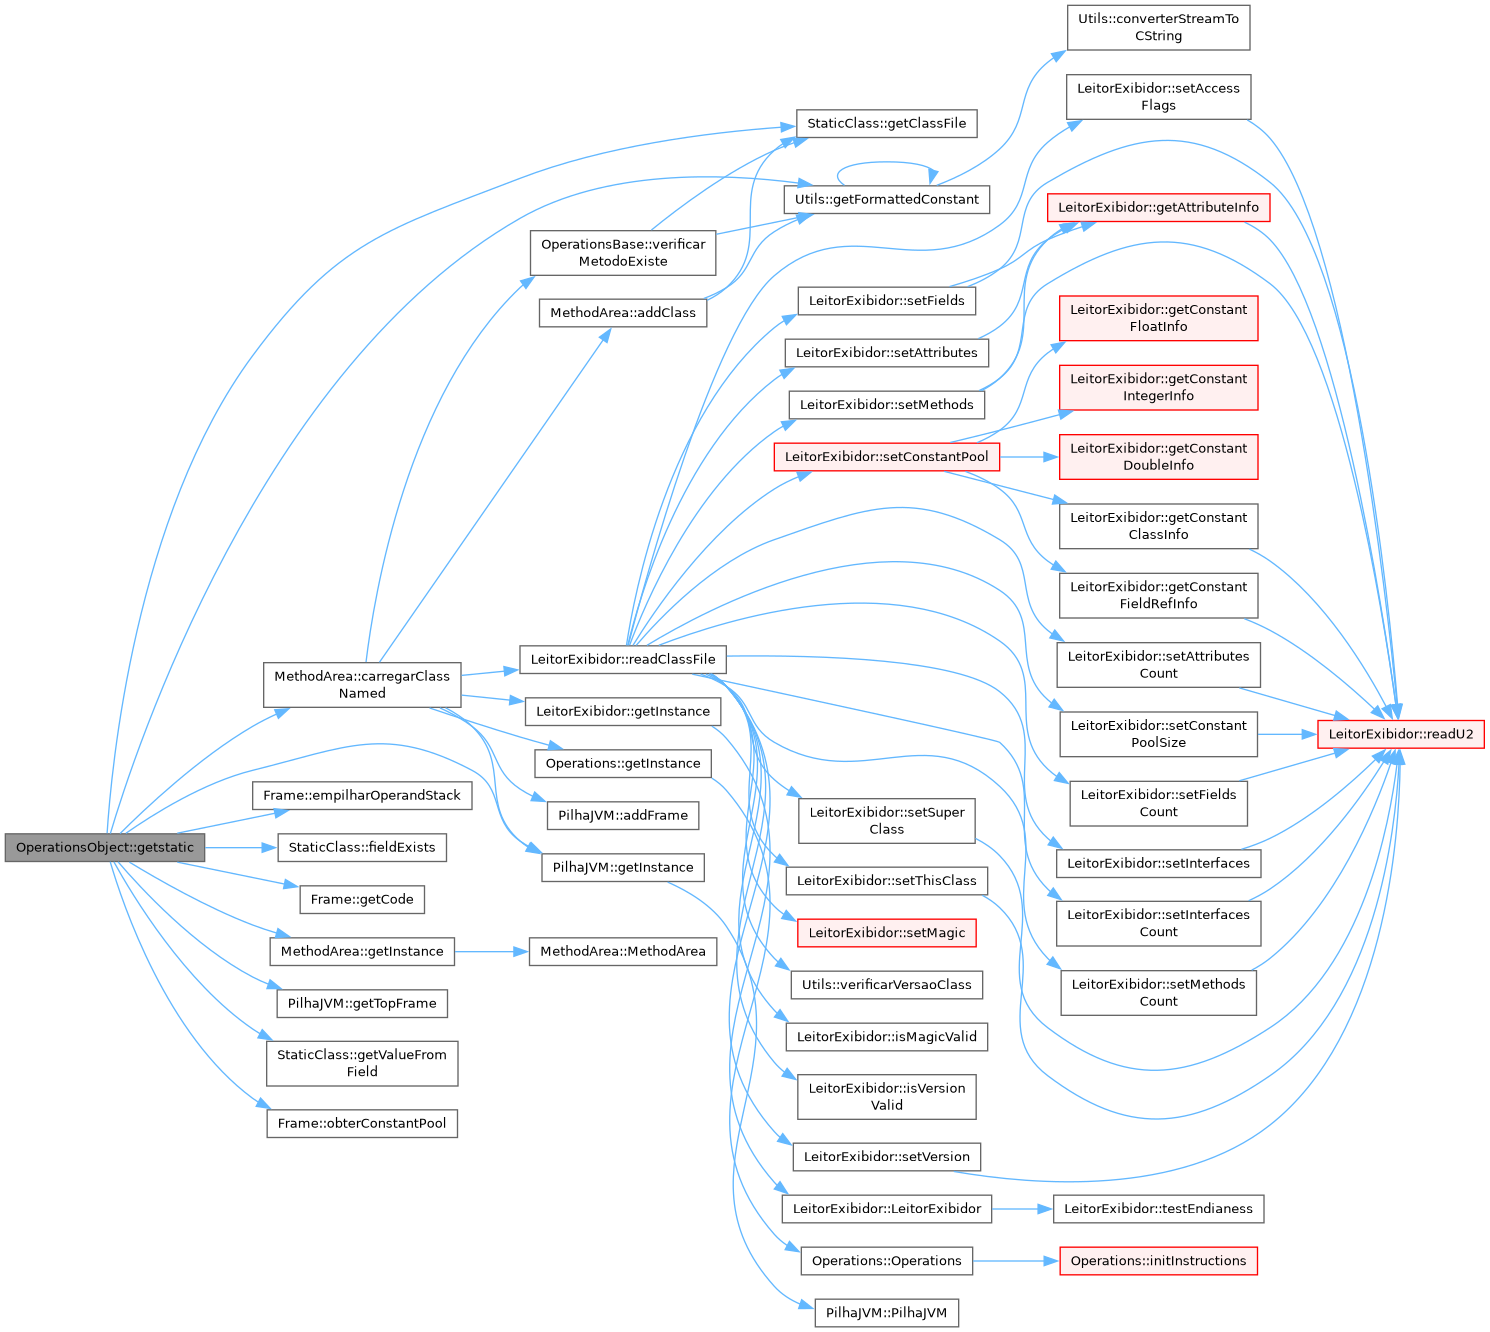 OperationsObject::getstatic
MethodArea::carregarClass
Named
Frame::empilharOperandStack
StaticClass::fieldExists
Frame::getCode
MethodArea::getInstance
PilhaJVM::getTopFrame
StaticClass::getValueFrom
Field
Frame::obterConstantPool
OperationsBase::verificar
MetodoExiste
MethodArea::addClass
LeitorExibidor::readClassFile
LeitorExibidor::getInstance
Operations::getInstance
PilhaJVM::addFrame
PilhaJVM::getInstance
MethodArea::MethodArea
StaticClass::getClassFile
Utils::getFormattedConstant
LeitorExibidor::setFields
LeitorExibidor::setAttributes
LeitorExibidor::setMethods
LeitorExibidor::setConstantPool
LeitorExibidor::setSuper
Class
LeitorExibidor::setThisClass
LeitorExibidor::setMagic
Utils::verificarVersaoClass
LeitorExibidor::isMagicValid
LeitorExibidor::isVersion
Valid
LeitorExibidor::setVersion
LeitorExibidor::LeitorExibidor
Operations::Operations
PilhaJVM::PilhaJVM
Utils::converterStreamTo
CString
LeitorExibidor::setAccess
Flags
LeitorExibidor::getAttributeInfo
LeitorExibidor::getConstant
FloatInfo
LeitorExibidor::getConstant
IntegerInfo
LeitorExibidor::getConstant
DoubleInfo
LeitorExibidor::getConstant
ClassInfo
LeitorExibidor::getConstant
FieldRefInfo
LeitorExibidor::setAttributes
Count
LeitorExibidor::setConstant
PoolSize
LeitorExibidor::setFields
Count
LeitorExibidor::setInterfaces
LeitorExibidor::setInterfaces
Count
LeitorExibidor::setMethods
Count
LeitorExibidor::testEndianess
Operations::initInstructions
LeitorExibidor::readU2